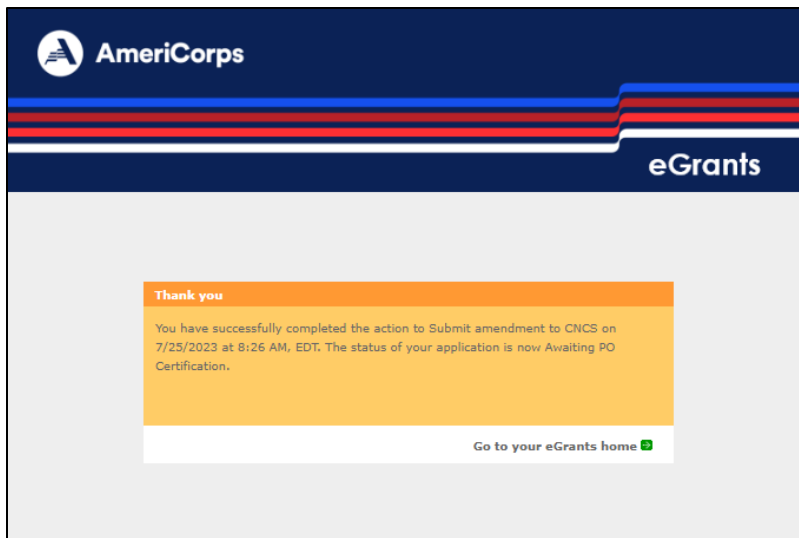 AmeriCorps
eGrants
Thank you
You have successfully completed the action to Submit amendment to CNCS on
7/25/2023 at 8:26 AM, EDT. The status of your application is now Awaiting PO
Certification.
Go to your eGrants home